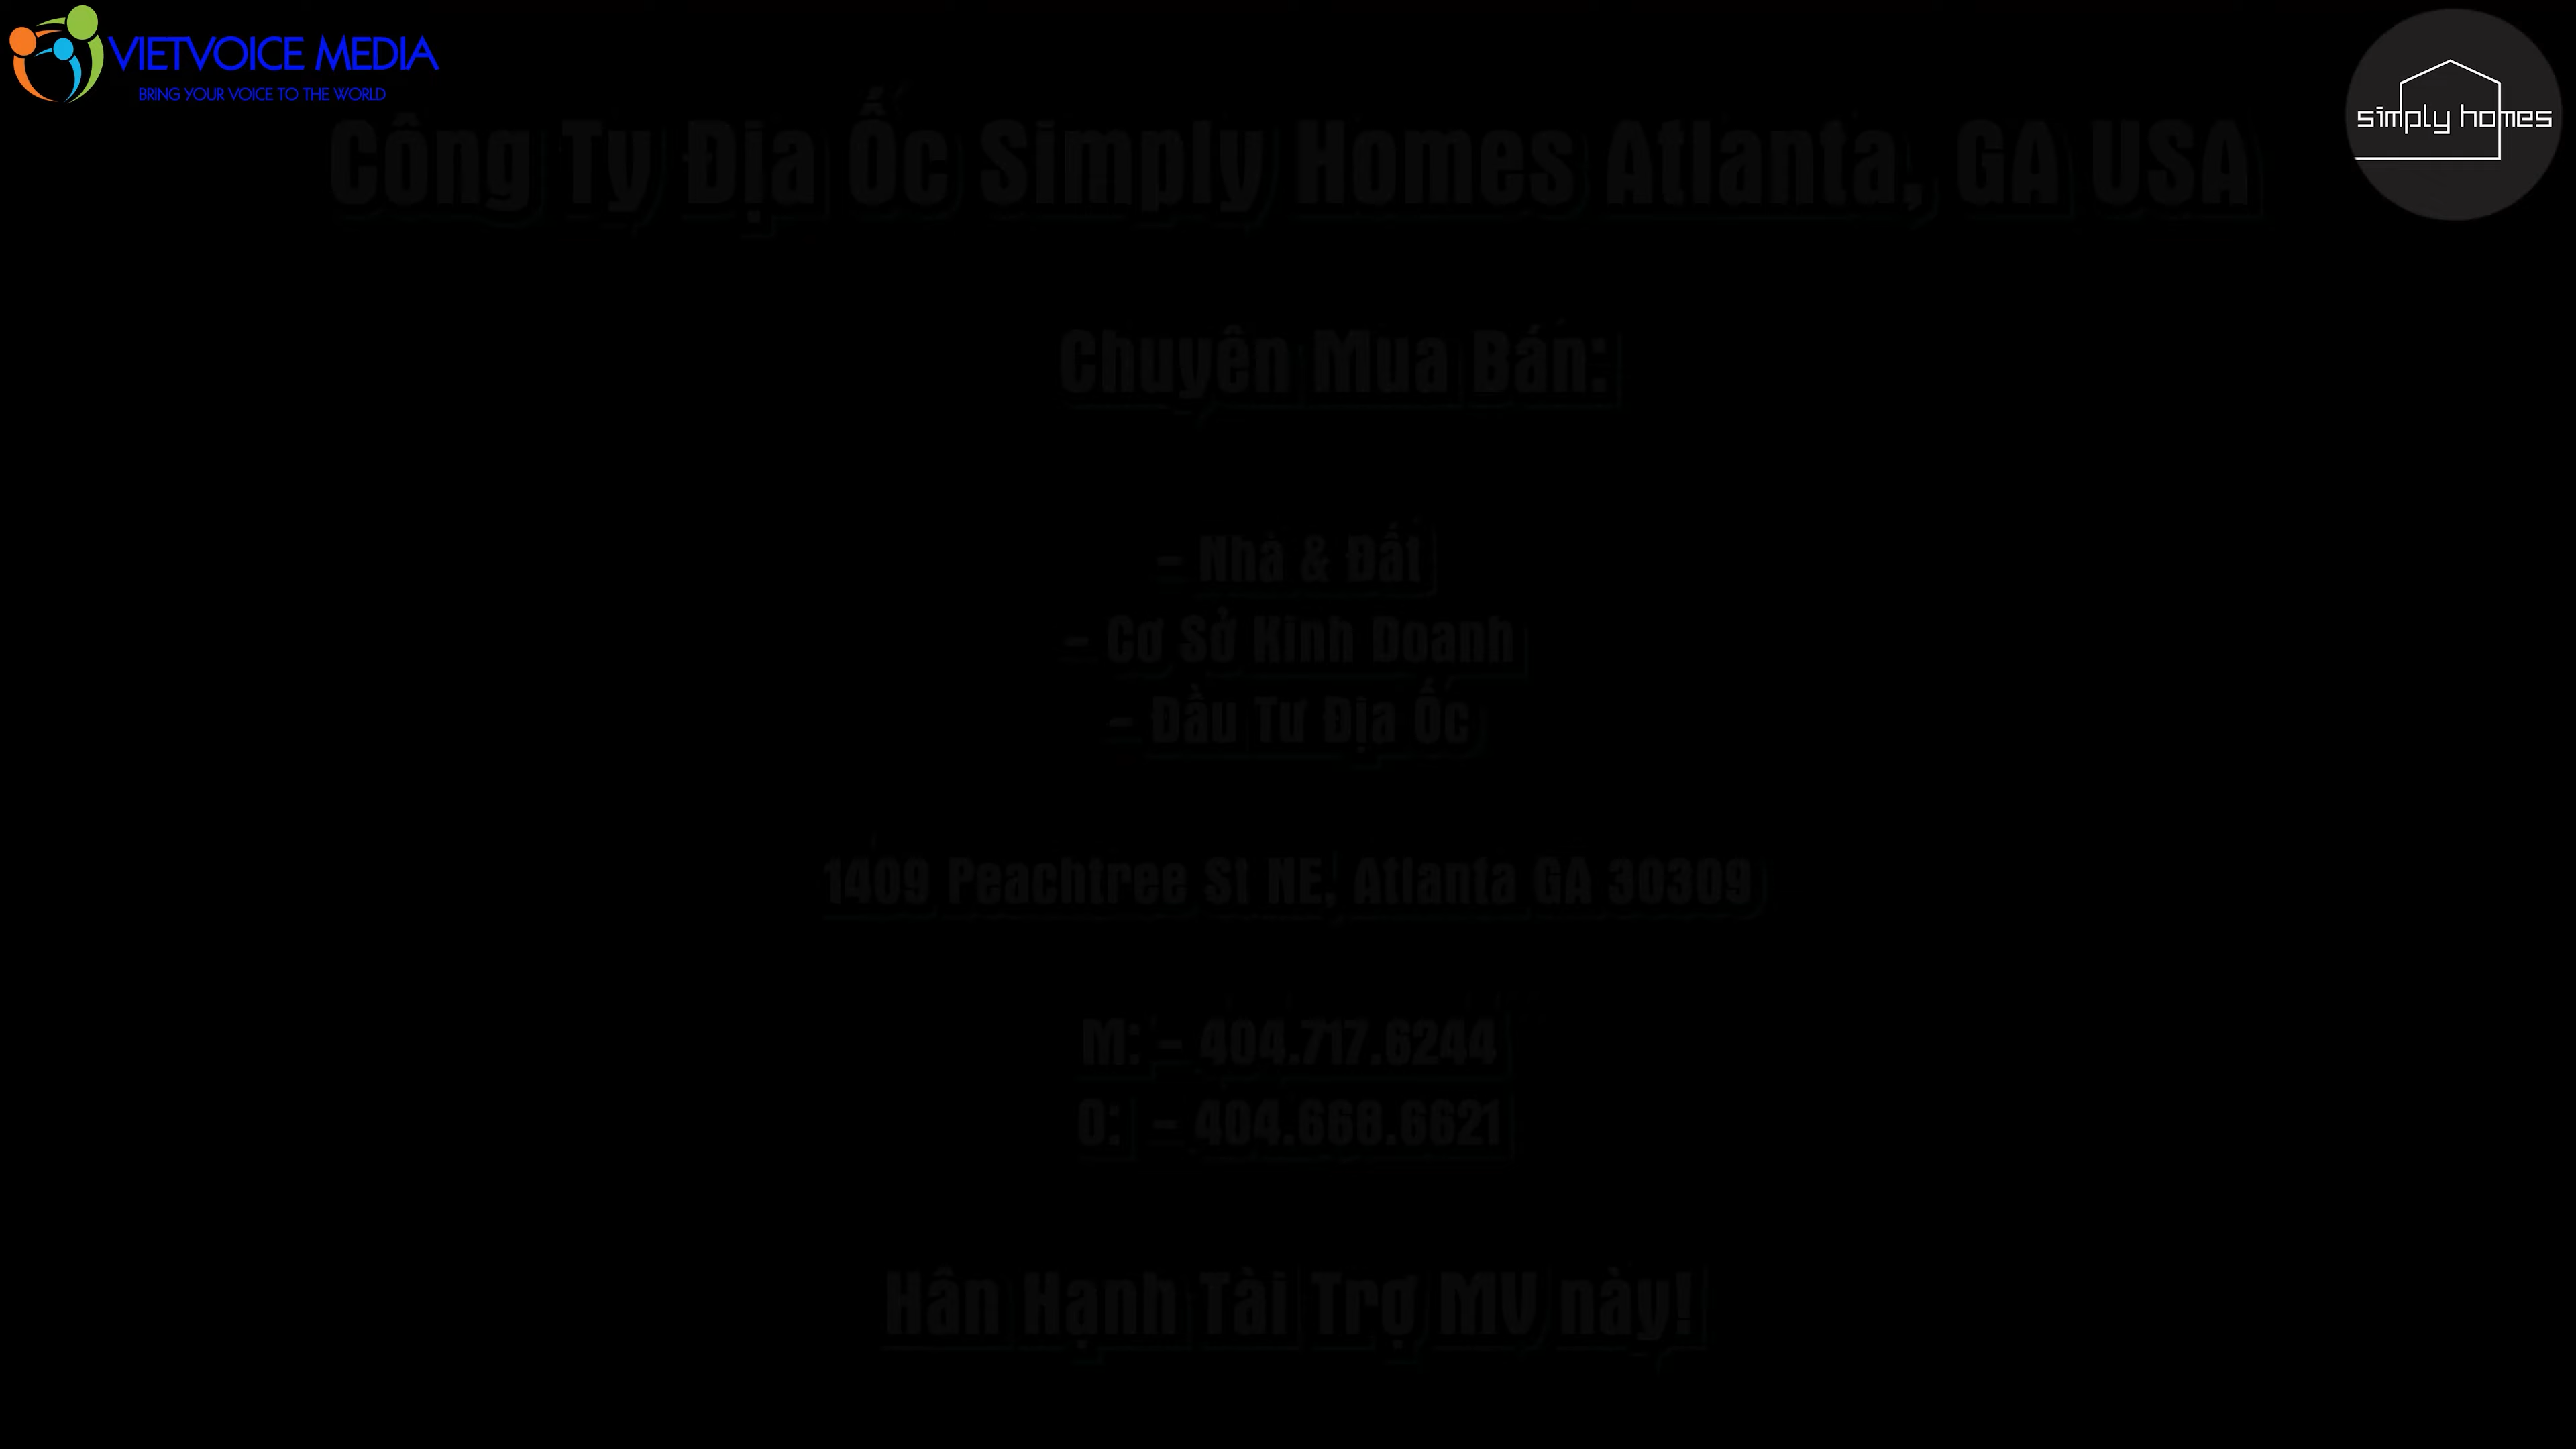 VIETVOICE MEDIA
BRING YOUR VOICE TO THE WORLD
simply homes
Công Ty Địa Ốc Simply Homes Atlanta, GA USA
Chuyên Mua Bán:
- Nhà & Đất
- Cơ Sở Kinh Doanh
- Đầu Tư Địa Ốc
1409 Peachtree St NE, Atlanta GA 30309
M: - 404.717.6244
O: - 404.660.6621
Hân Hạnh Tài Trợ MV này!